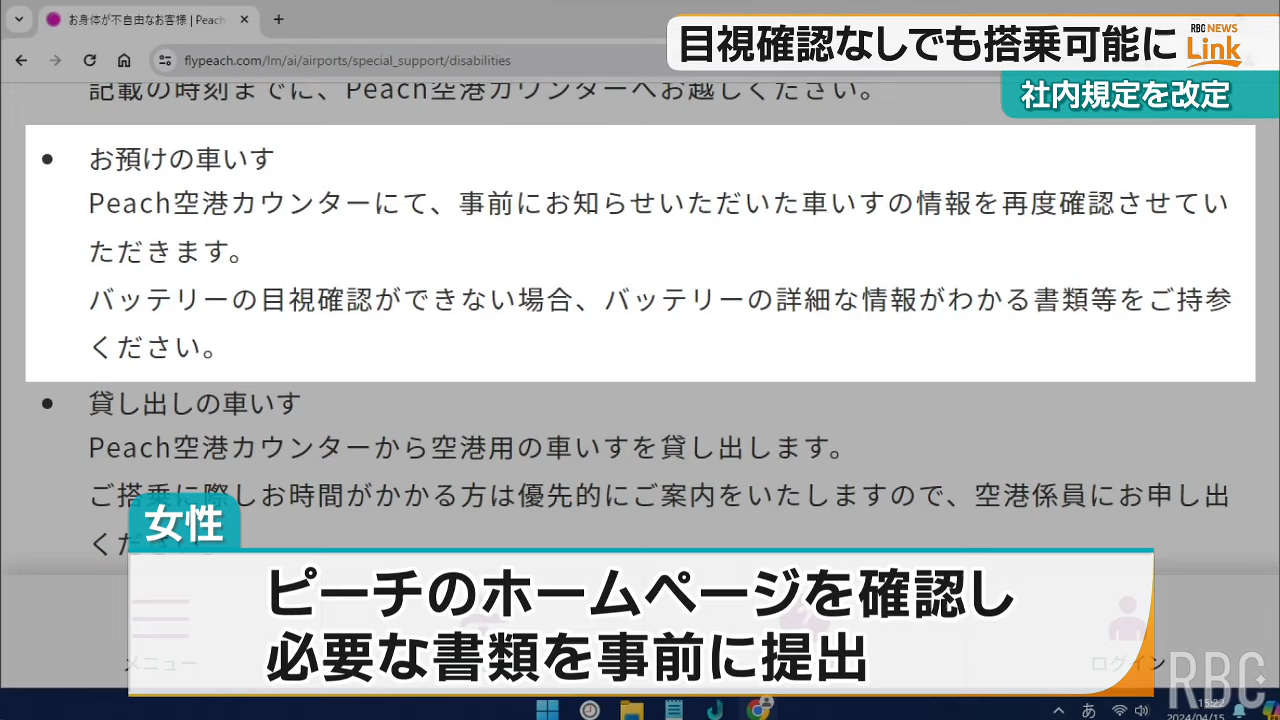 お身体が不自由なお客様 | Peach
flypeach.com/lm/ai/airports/special_support/disabilities
目視確認なしでも搭乗可能に
RBC NEWS
Link
社内規定を改定
記載の時刻までに、Peach空港カウンターへお越しください。
• お預けの車いす
Peach空港カウンターにて、事前にお知らせいただいた車いすの情報を再度確認させてい
ただきます。
バッテリーの目視確認ができない場合、バッテリーの詳細な情報がわかる書類等をご持参
ください。
• 貸し出しの車いす
Peach空港カウンターから空港用の車いすを貸し出します。
ご搭乗に際しお時間がかかる方は優先的にご案内をいたしますので、空港係員にお申し出
くだ
女性
ピーチのホームページを確認し
必要な書類を事前に提出
メニュー
ログイン
RBC
あ
15:22
2024/04/15